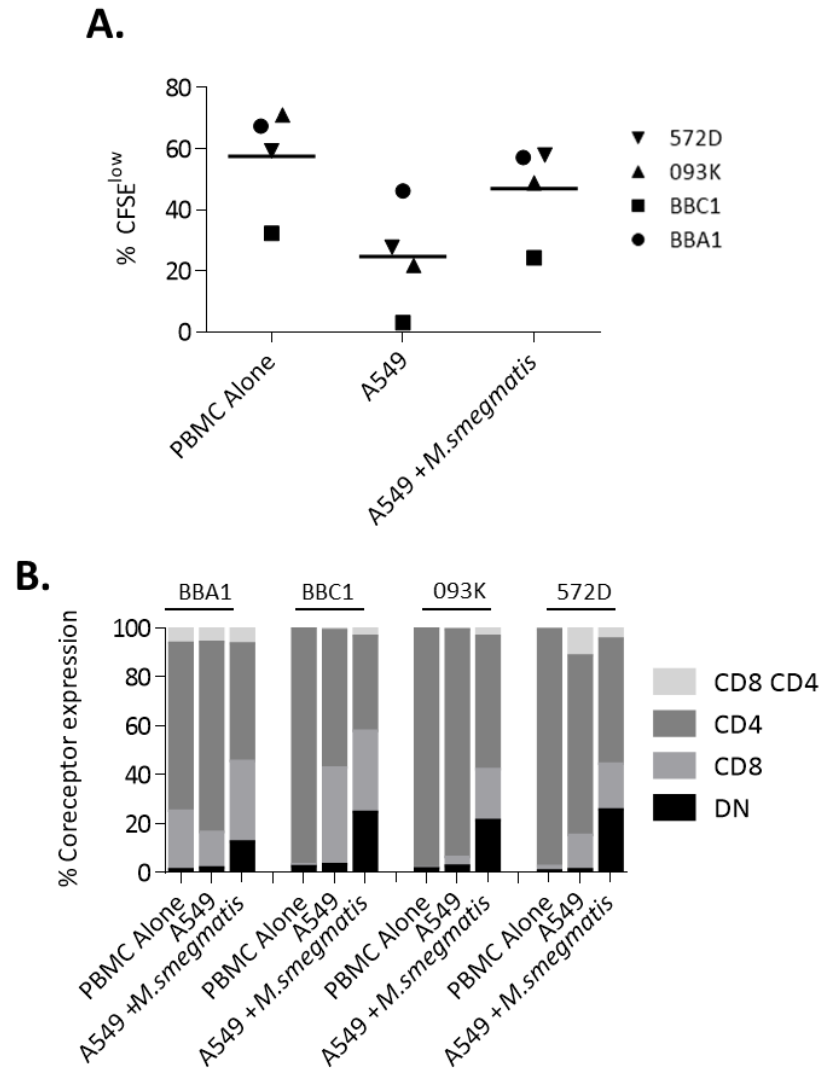 A.
% CFSElow
80
60
40
20
0
PBMC Alone
A549
A549 + M.smegmatis
572D
093K
BBC1
BBA1
B.
BBA1 BBC1 093K 572D
% Coreceptor expression
100
80
60
40
20
0
PBMC Alone
A549
A549 +M.smegmatis
PBMC Alone
A549
A549 + M.smegmatis
PBMC Alone
A549
A549 + M.smegmatis
PBMC Alone
A549
A549 + M.smegmatis
CD8 CD4
CD4
CD8
DN